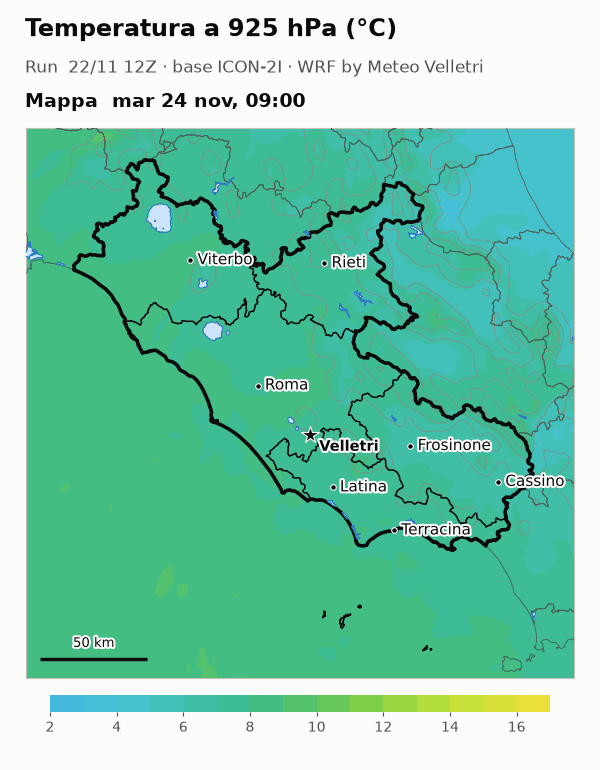 Temperatura a 925 hPa (°C)
Run  22/11 12Z · base ICON-2I · WRF by Meteo Velletri
Mappa  mar 24 nov, 09:00
Viterbo
Rieti
Roma
Velletri
Frosinone
Latina
Cassino
Terracina
50 km
2 4 6 8 10 12 14 16